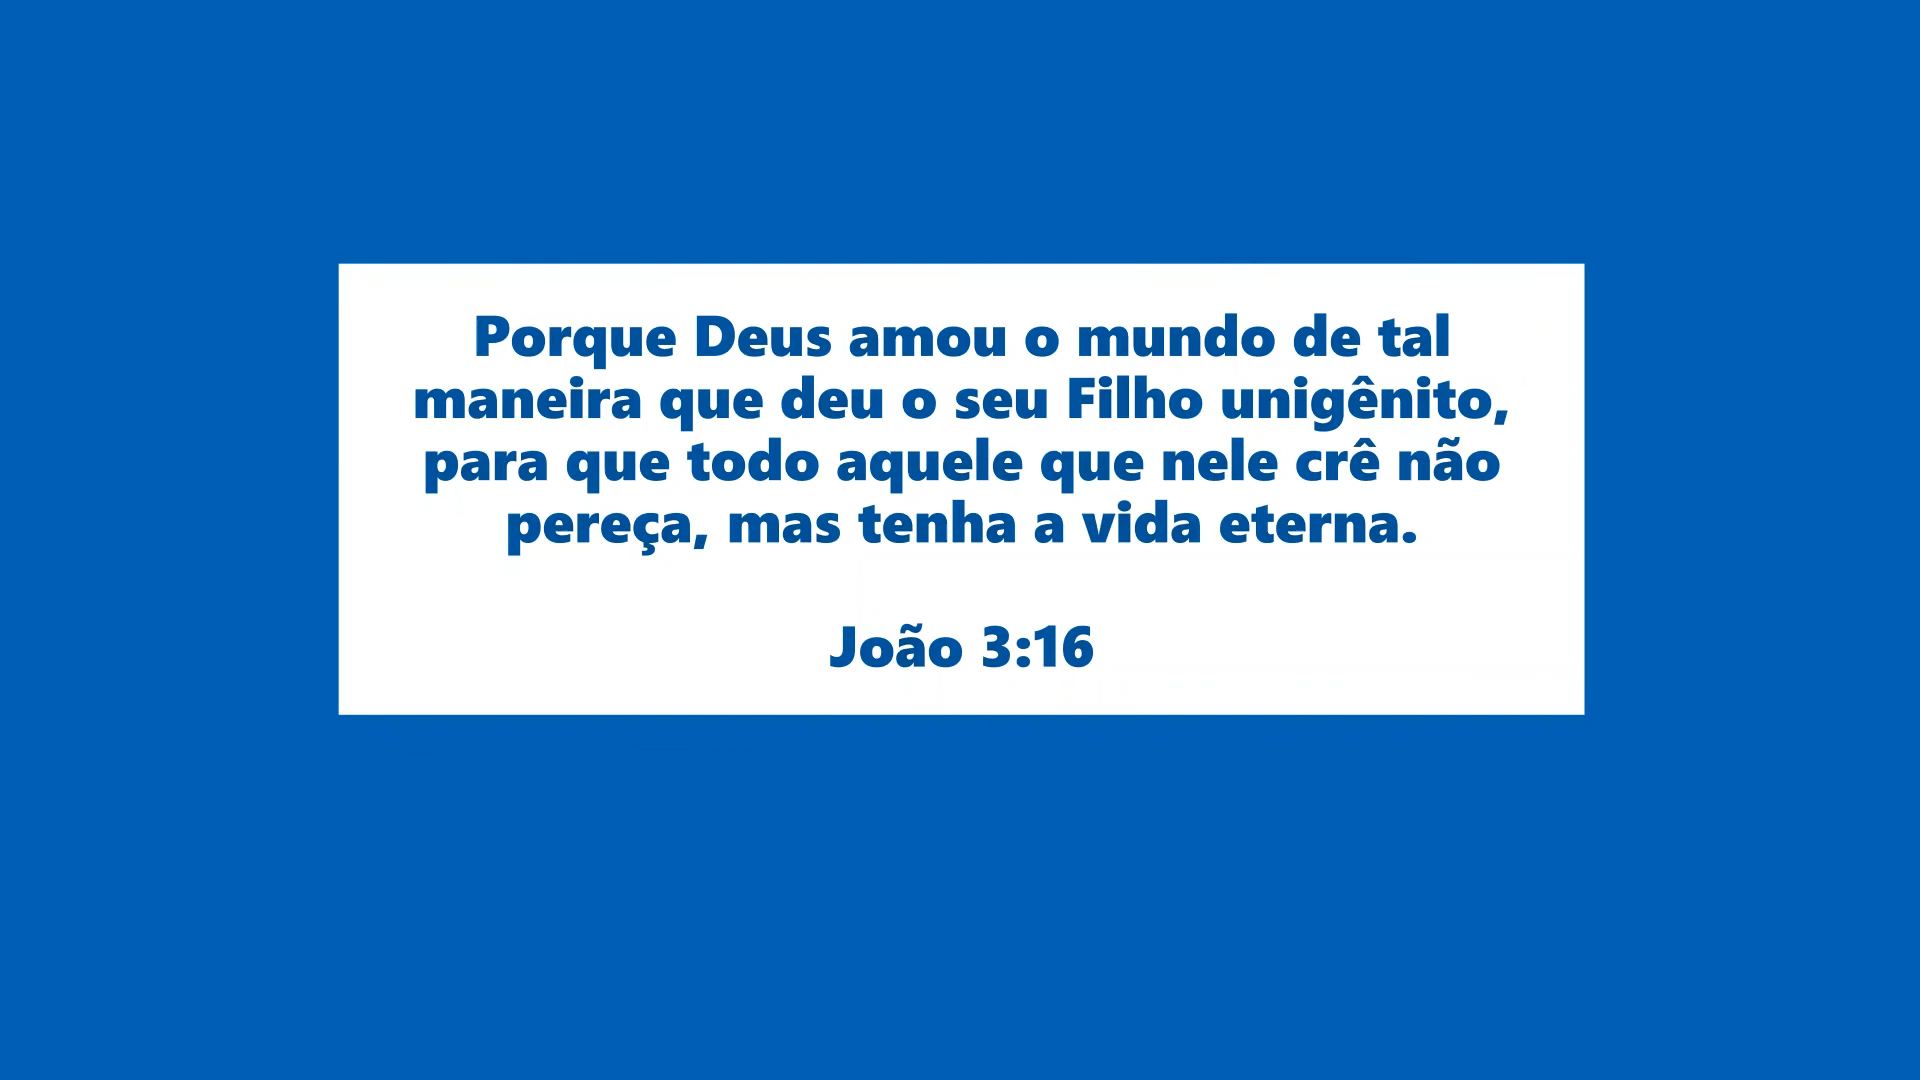 Porque Deus amou o mundo de tal
maneira que deu o seu Filho unigênito,
para que todo aquele que nele crê não
pereça, mas tenha a vida eterna.
João 3:16